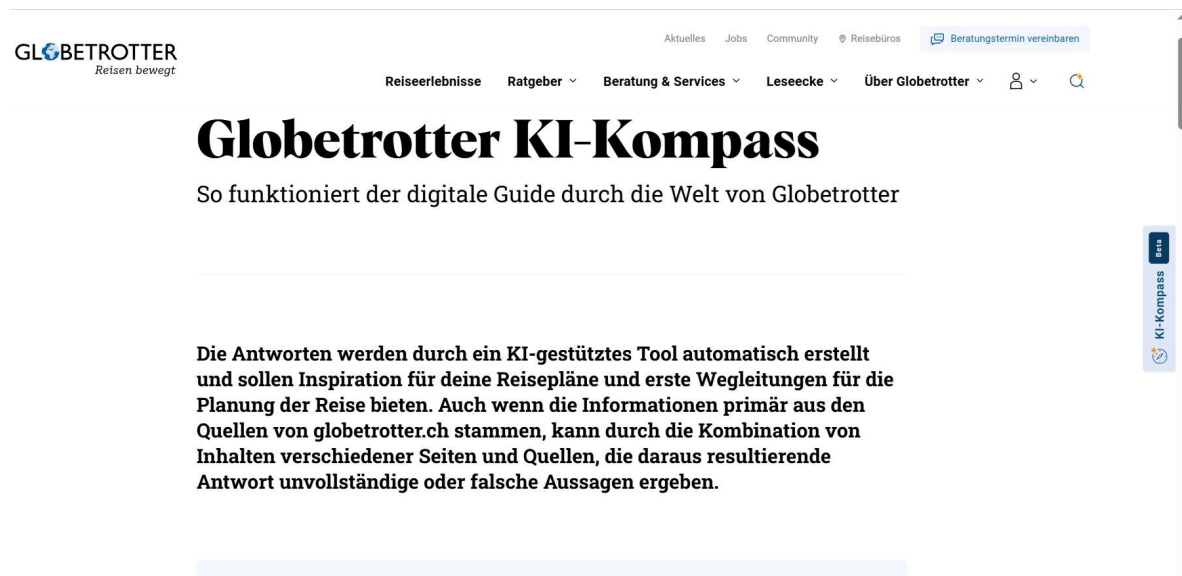 GLOBETROTTER
Reisen bewegt
Aktuelles Jobs Community Reisebüros Beratungstermin vereinbaren
Reiseerlebnisse Ratgeber Beratung & Services Leseecke Über Globetrotter
Globetrotter KI-Kompass
So funktioniert der digitale Guide durch die Welt von Globetrotter
KI-Kompass Beta
Die Antworten werden durch ein KI-gestütztes Tool automatisch erstellt
und sollen Inspiration für deine Reisepläne und erste Wegleitungen für die
Planung der Reise bieten. Auch wenn die Informationen primär aus den
Quellen von globetrotter.ch stammen, kann durch die Kombination von
Inhalten verschiedener Seiten und Quellen, die daraus resultierende
Antwort unvollständige oder falsche Aussagen ergeben.